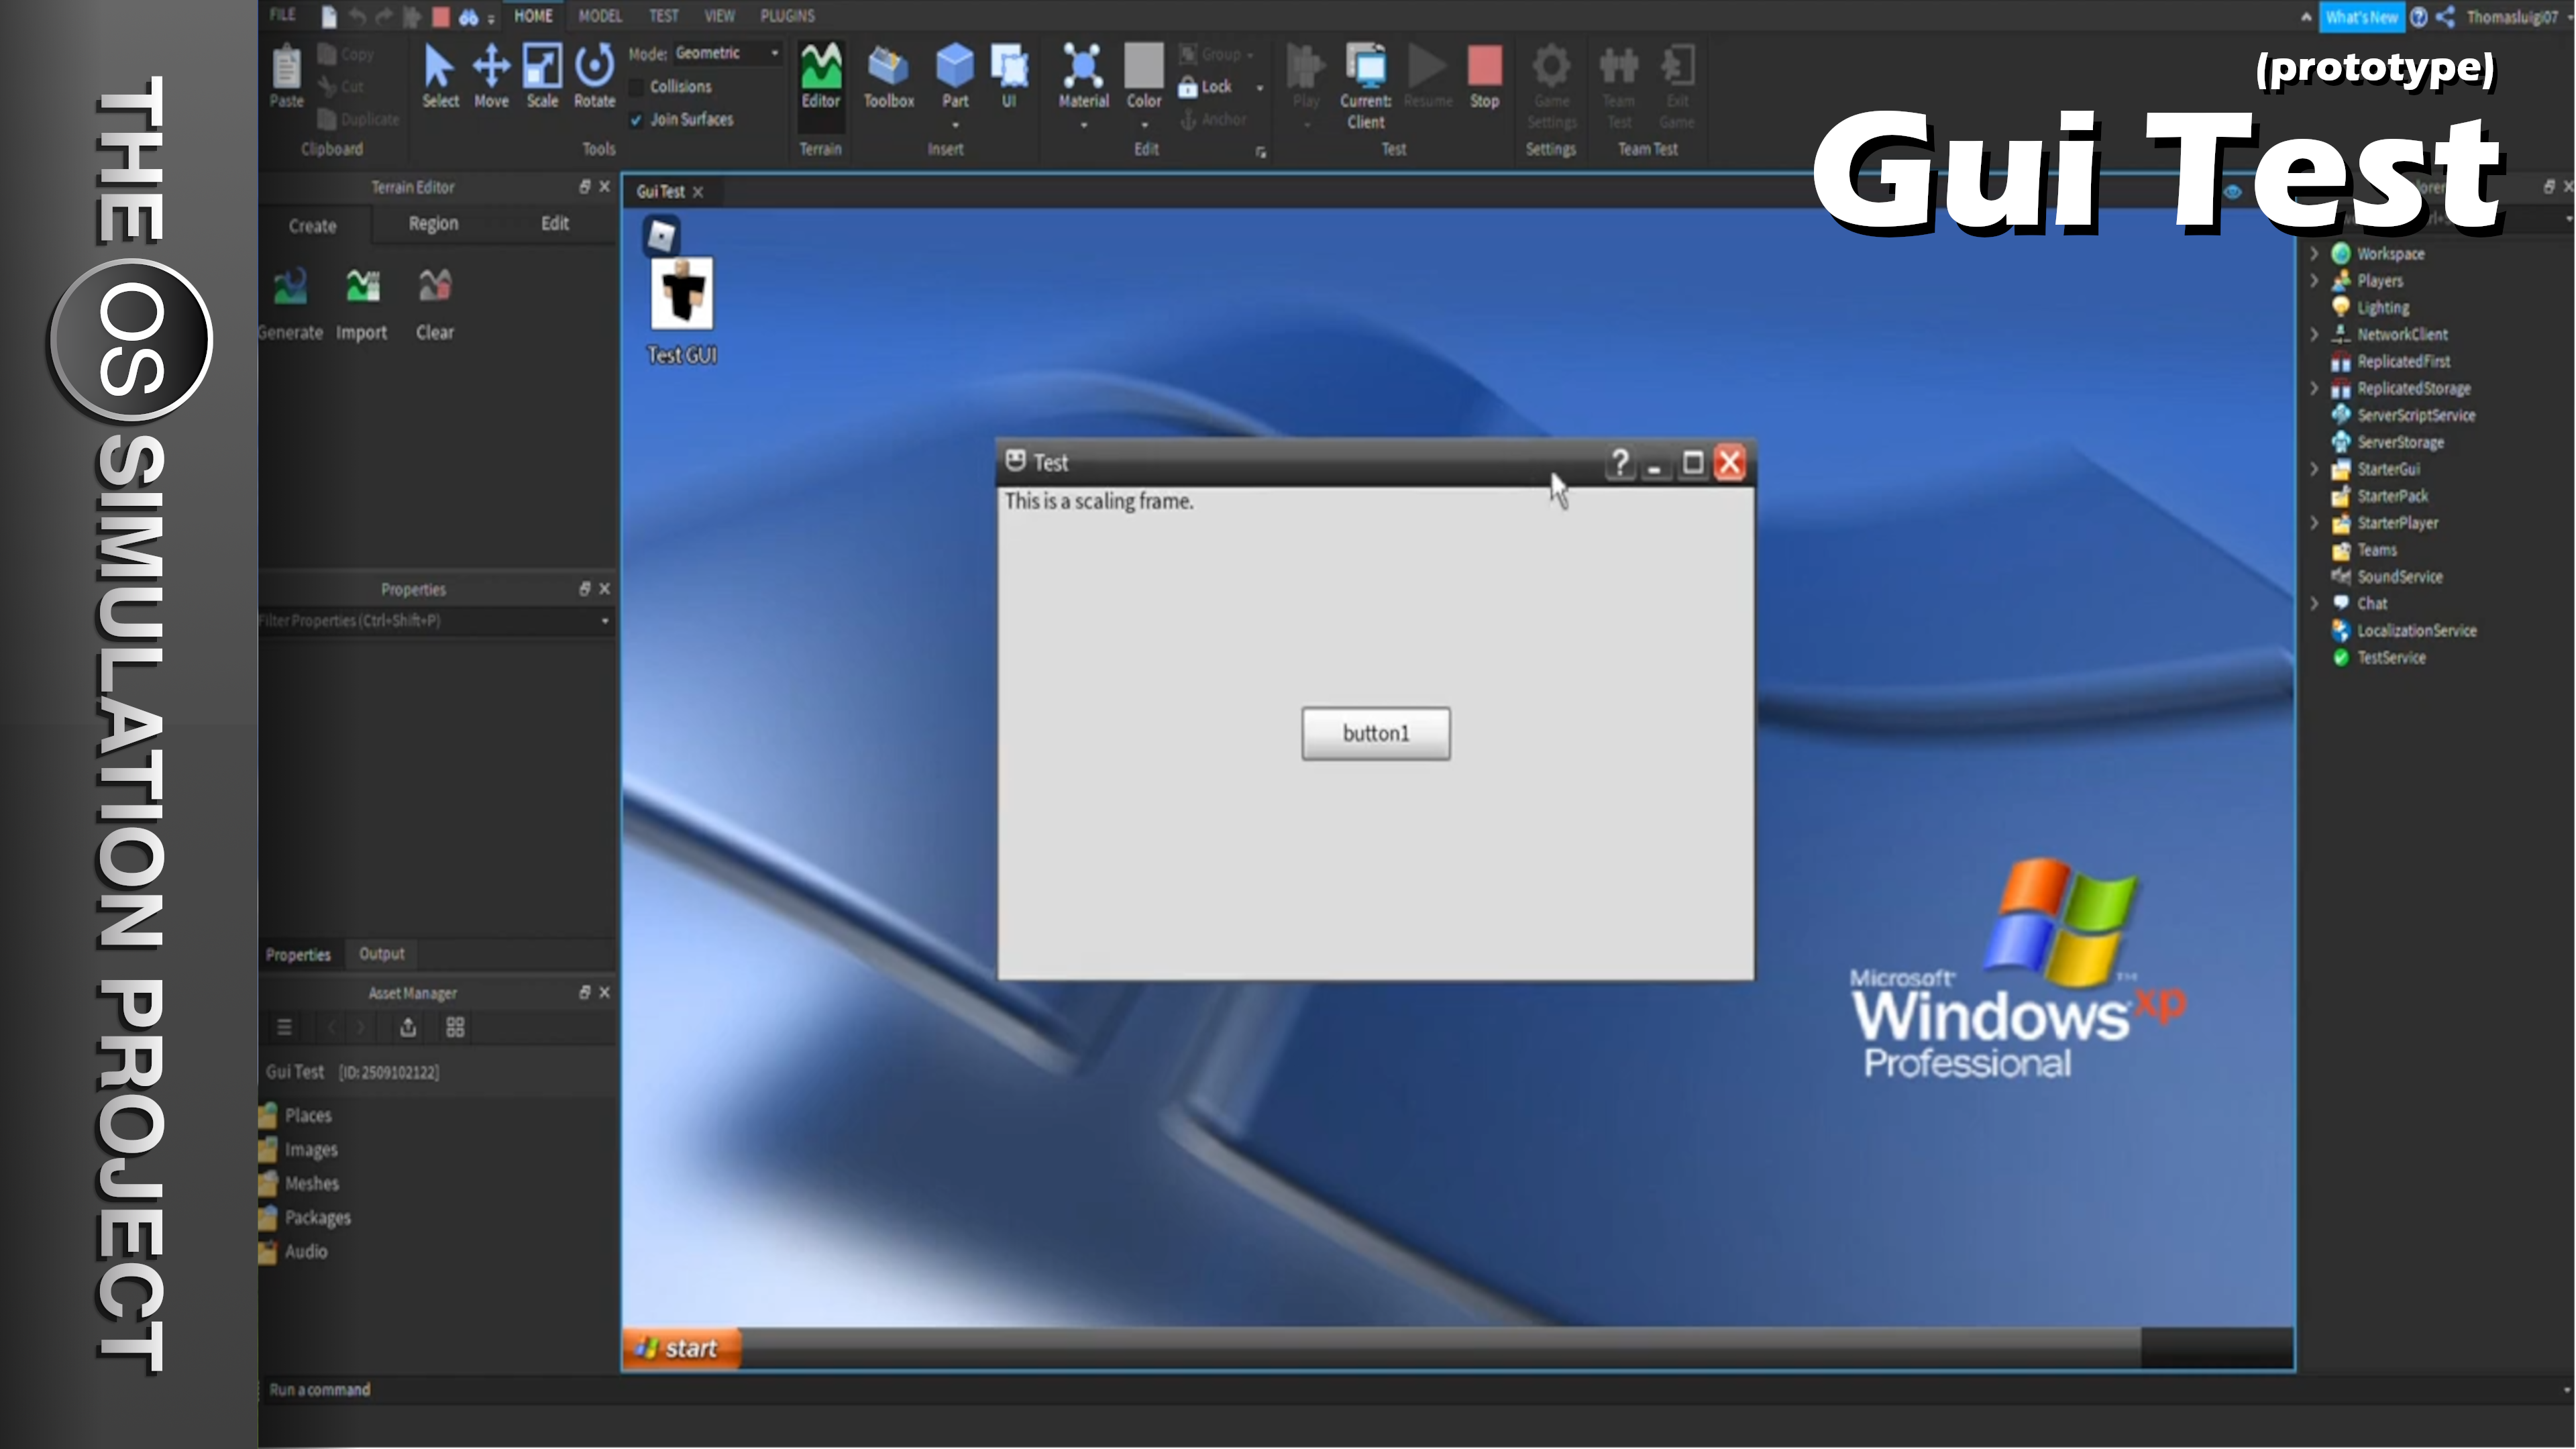 THE OS SIMULATION PROJECT
(prototype)
Gui Test
FILE HOME MODEL TEST VIEW PLUGINS What's New Thomasluigi07
Paste Copy Cut Duplicate
Clipboard
Select Move Scale Rotate
Mode: Geometric
Collisions
Join Surfaces
Tools
Editor
Terrain
Toolbox Part UI
Insert
Material Color Group Lock Anchor
Edit
Play Current: Client Resume Stop
Test
Game Settings
Settings
Team Test Exit Game
Team Test
Terrain Editor
Create Region Edit
Generate Import Clear
Properties
Filter Properties (Ctrl+Shift+P)
Properties Output
Asset Manager
Gui Test [ID: 2509102122]
Places
Images
Meshes
Packages
Audio
Run a command
Gui Test
Test GUI
Test
?
This is a scaling frame.
button1
Microsoft
Windows xp
TM
Professional
start
Workspace
Players
Lighting
NetworkClient
ReplicatedFirst
ReplicatedStorage
ServerScriptService
ServerStorage
StarterGui
StarterPack
StarterPlayer
Teams
SoundService
Chat
LocalizationService
TestService